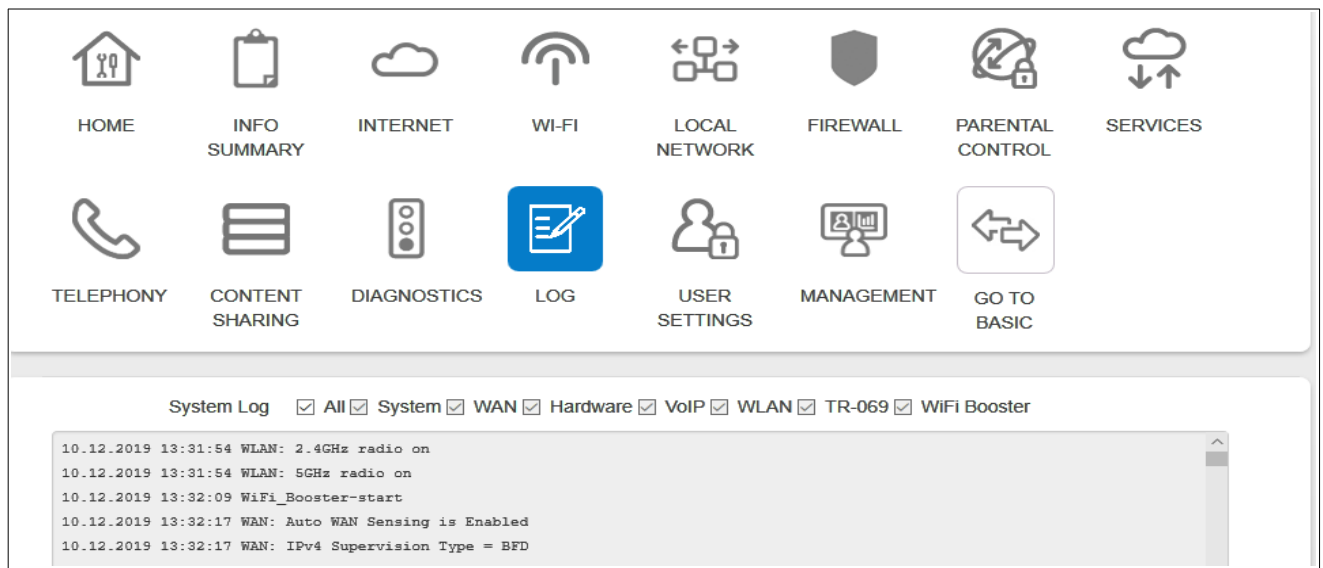 HOME
INFO
SUMMARY
INTERNET
WI-FI
LOCAL
NETWORK
FIREWALL
PARENTAL
CONTROL
SERVICES
TELEPHONY
CONTENT
SHARING
DIAGNOSTICS
LOG
USER
SETTINGS
MANAGEMENT
GO TO
BASIC
System Log All System WAN Hardware VoIP WLAN TR-069 WiFi Booster
10.12.2019 13:31:54 WLAN: 2.4GHz radio on
10.12.2019 13:31:54 WLAN: 5GHz radio on
10.12.2019 13:32:09 WiFi_Booster-start
10.12.2019 13:32:17 WAN: Auto WAN Sensing is Enabled
10.12.2019 13:32:17 WAN: IPv4 Supervision Type = BFD